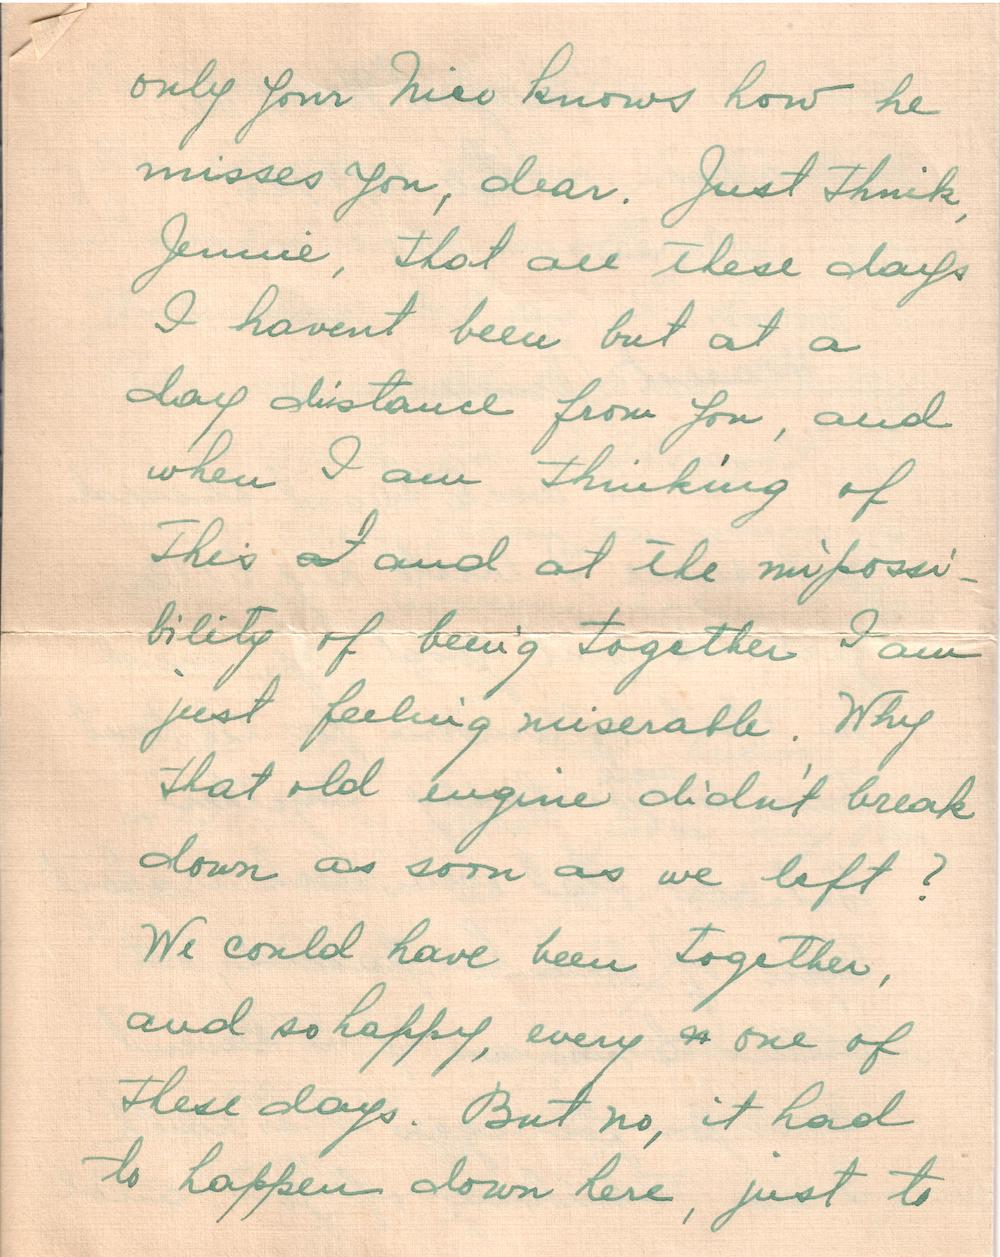 only your Nico knows how he
misses you, dear. Just think,
Jennie, that all these days
I havent been but at a
day distance from you, and
when I am thinking of
this I and at the impossi-
bility of being together I am
just feeling miserable. Why
that old engine didn't break
down as soon as we left?
We could have been together,
and so happy, every one of
these days. But no, it had
to happen down here, just to